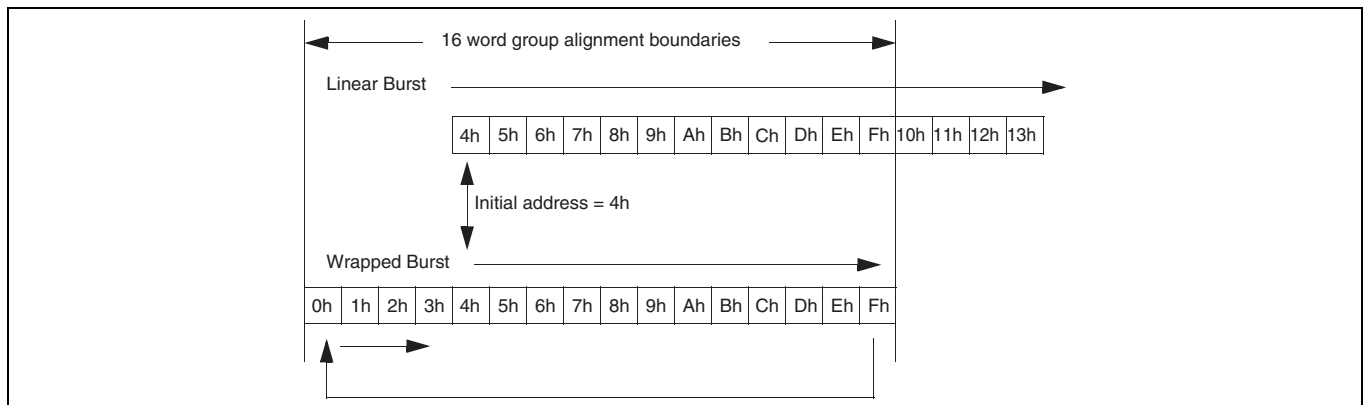 16 word group alignment boundaries
Linear Burst
4h 5h 6h 7h 8h 9h Ah Bh Ch Dh Eh Fh 10h 11h 12h 13h
Initial address = 4h
Wrapped Burst
0h 1h 2h 3h 4h 5h 6h 7h 8h 9h Ah Bh Ch Dh Eh Fh